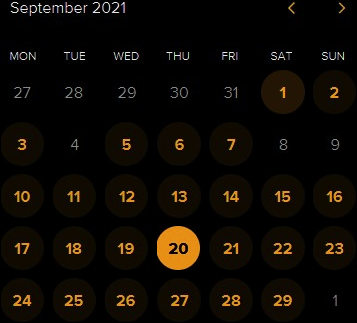 September 2021 < >
MON TUE WED THU FRI SAT SUN
27 28 29 30 31 1 2
3 4 5 6 7 8 9
10 11 12 13 14 15 16
17 18 19 20 21 22 23
24 25 26 27 28 29 1